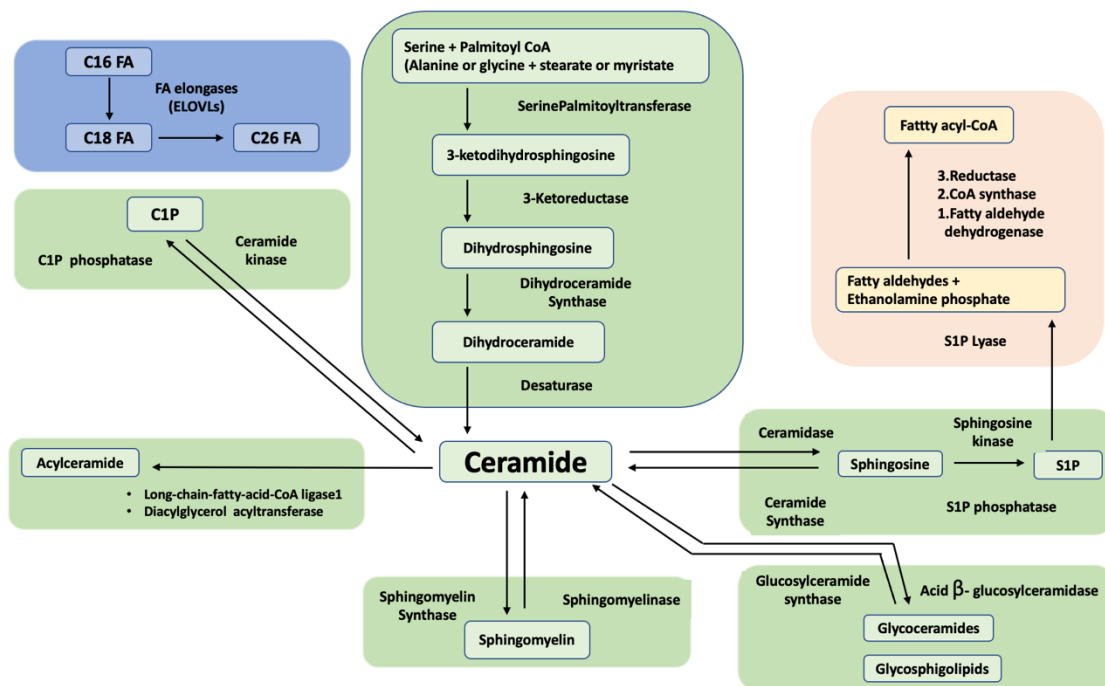 C16 FA
FA elongases
(ELOVLs)
C18 FA
C26 FA
C1P
C1P phosphatase
Ceramide
kinase
Serine + Palmitoyl CoA
(Alanine or glycine + stearate or myristate
SerinePalmitoyltransferase
3-ketodihydrosphingosine
3-Ketoreductase
Dihydrosphingosine
Dihydroceramide
Synthase
Dihydroceramide
Desaturase
Fattty acyl-CoA
3.Reductase
2.CoA synthase
1.Fatty aldehyde
dehydrogenase
Fatty aldehydes +
Ethanolamine phosphate
S1P Lyase
Acylceramide
• Long-chain-fatty-acid-CoA ligase1
• Diacylglycerol acyltransferase
Ceramide
Ceramidase
Sphingosine
kinase
Sphingosine
S1P
Ceramide
Synthase
S1P phosphatase
Sphingomyelin
Synthase
Sphingomyelinase
Sphingomyelin
Glucosylceramide
synthase
Acid β- glucosylceramidase
Glycoceramides
Glycosphigolipids